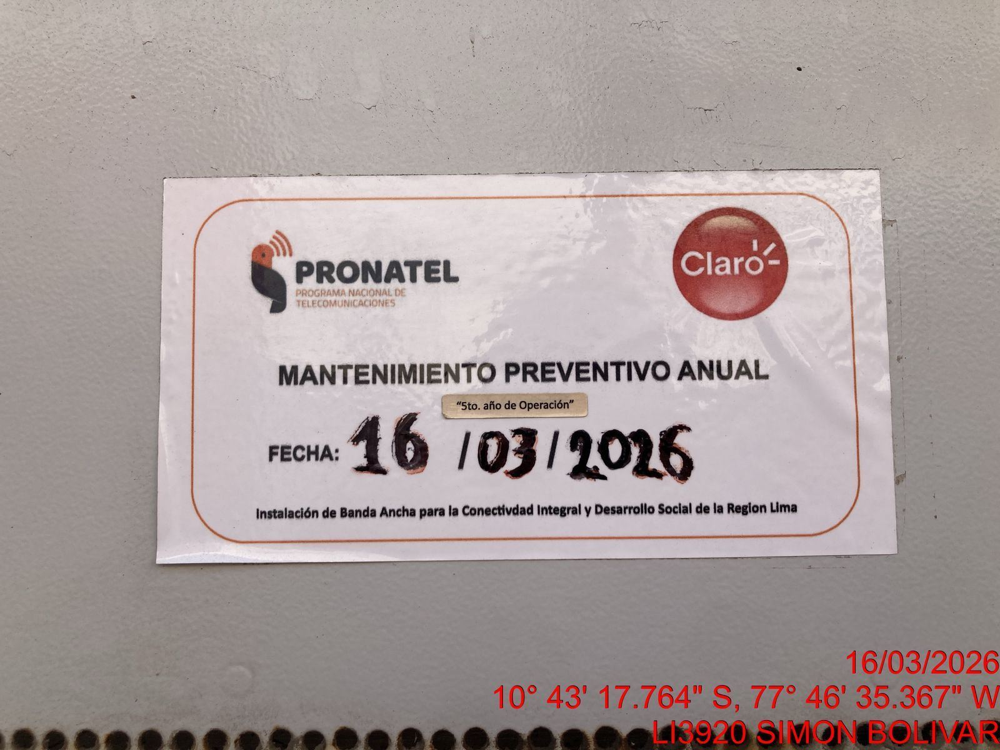 PRONATEL
PROGRAMA NACIONAL DE
TELECOMUNICACIONES
Claro
MANTENIMIENTO PREVENTIVO ANUAL
“5to. año de Operación”
FECHA: 16 /03/2026
Instalación de Banda Ancha para la Conectivdad Integral y Desarrollo Social de la Region Lima
16/03/2026
10° 43' 17.764" S, 77° 46' 35.367" W
LI3920 SIMON BOLIVAR